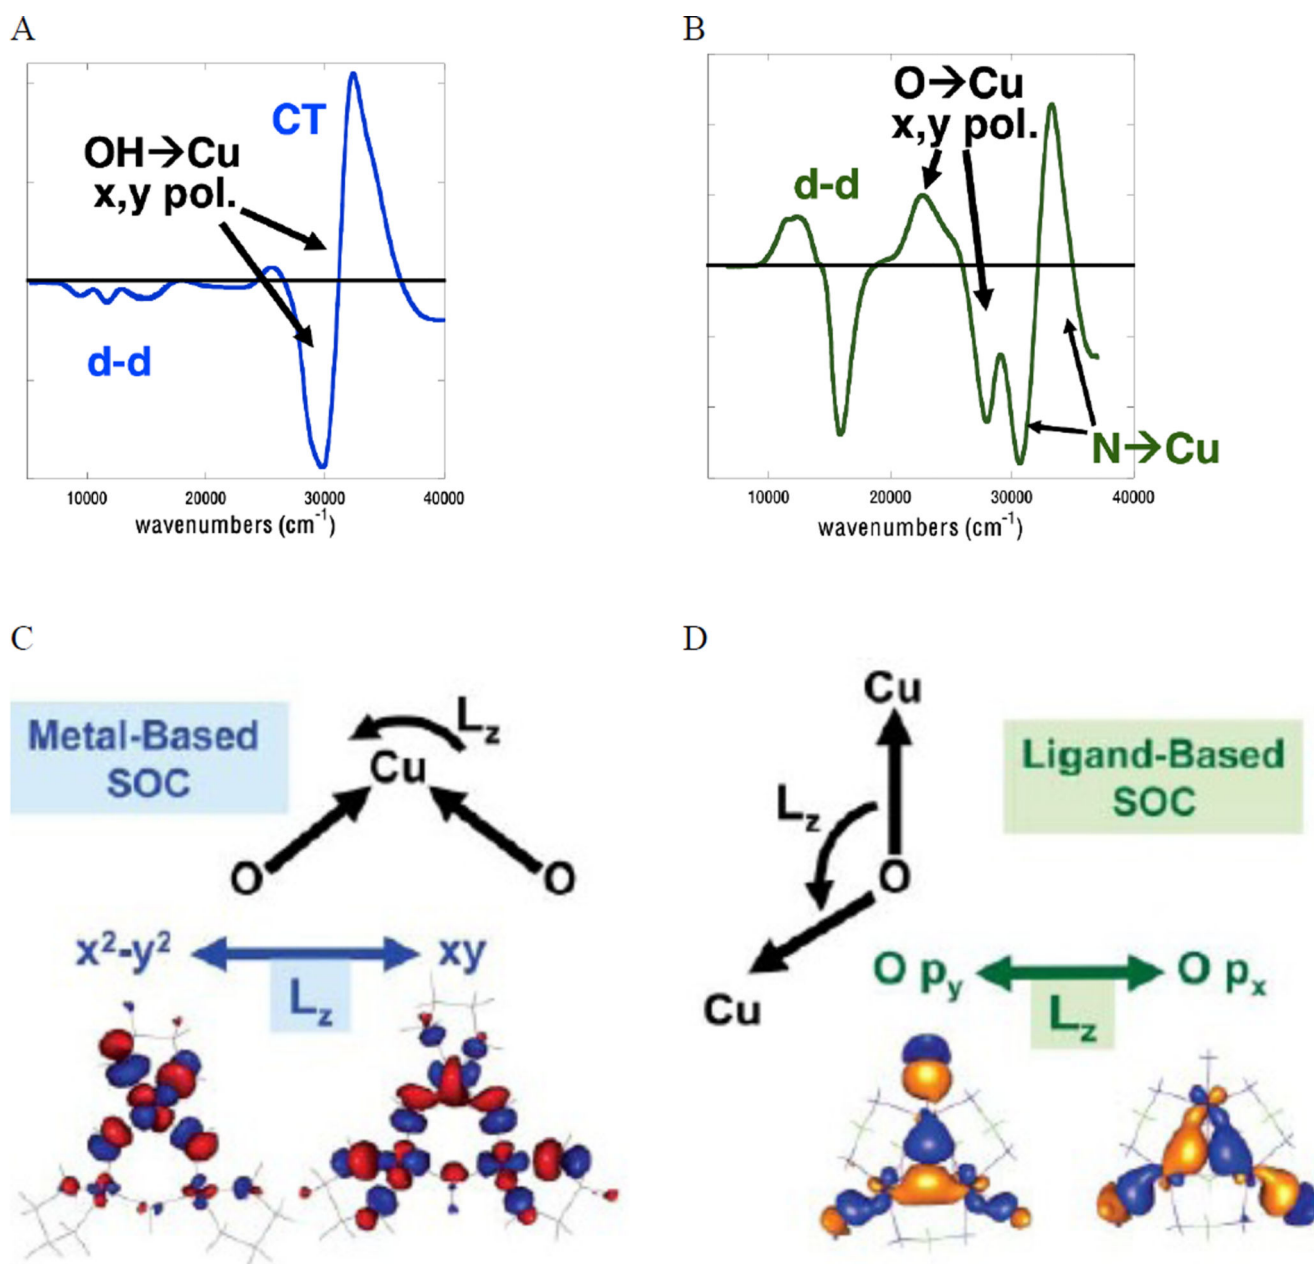 A
CT
OH→Cu
x,y pol.
d-d
10000 20000 30000 40000
wavenumbers (cm⁻¹)
B
O→Cu
x,y pol.
d-d
N→Cu
10000 20000 30000 40000
wavenumbers (cm⁻¹)
C
Metal-Based
SOC
Lz
Cu
O O
x²-y² xy
Lz
D
Cu
Ligand-Based
SOC
Lz
O
Cu
O py O px
Lz